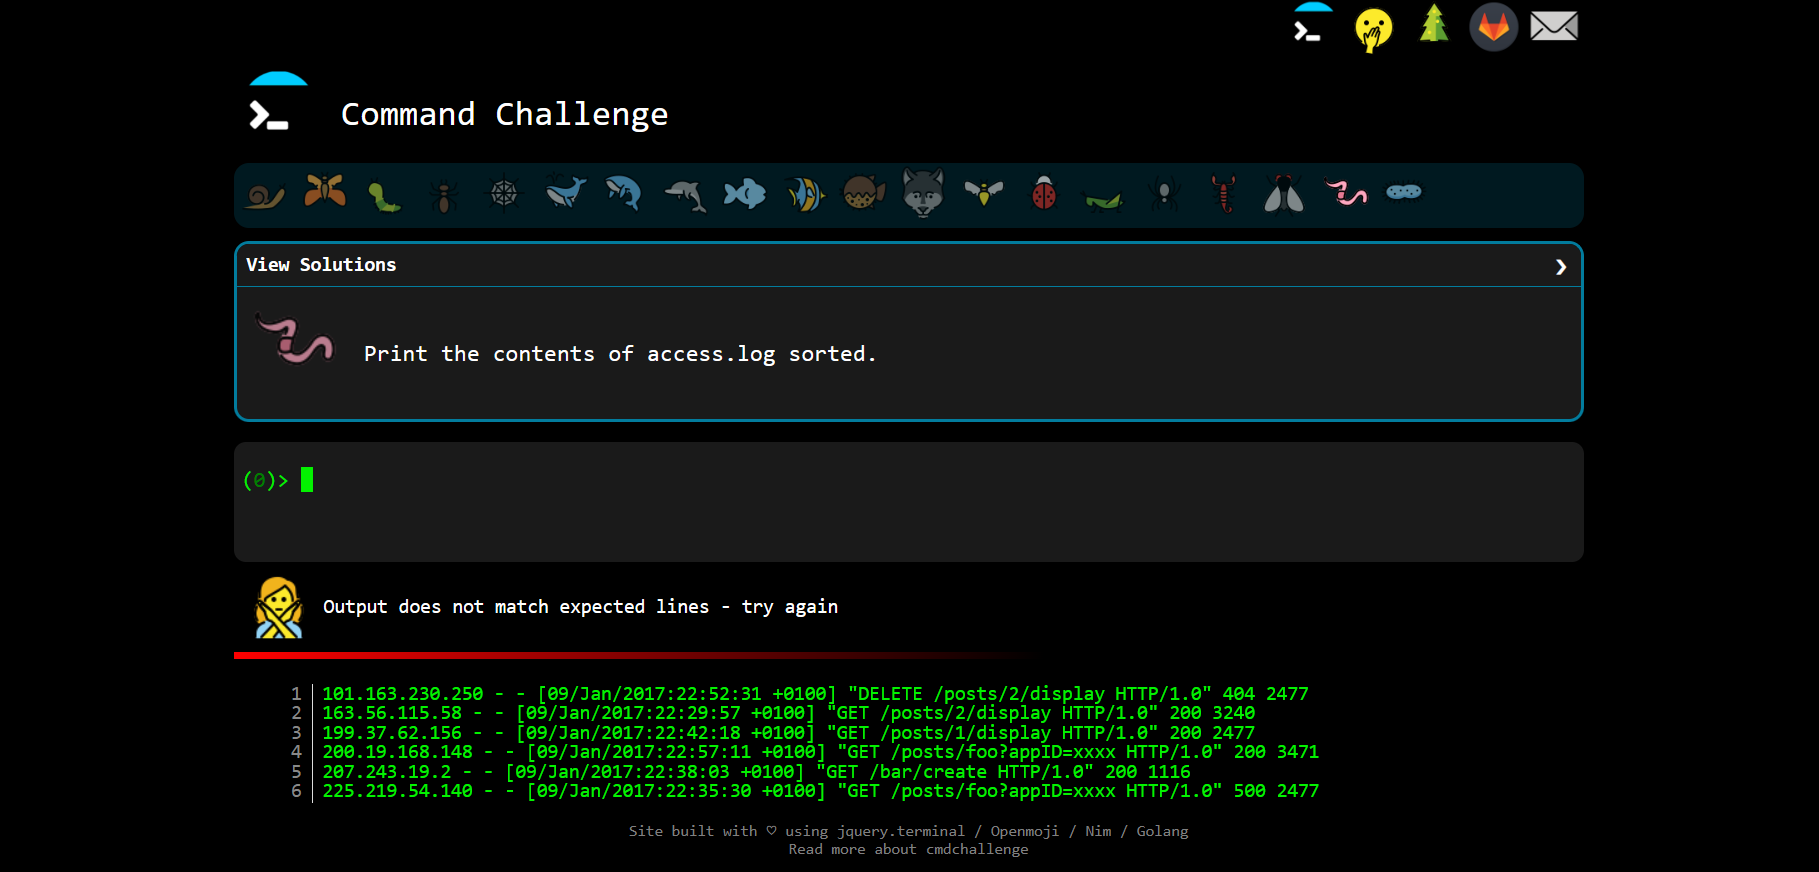 Command Challenge
View Solutions
Print the contents of access.log sorted.
(0)>
Output does not match expected lines - try again
1 101.163.230.250 - - [09/Jan/2017:22:52:31 +0100] "DELETE /posts/2/display HTTP/1.0" 404 2477
2 163.56.115.58 - - [09/Jan/2017:22:29:57 +0100] "GET /posts/2/display HTTP/1.0" 200 3240
3 199.37.62.156 - - [09/Jan/2017:22:42:18 +0100] "GET /posts/1/display HTTP/1.0" 200 2477
4 200.19.168.148 - - [09/Jan/2017:22:57:11 +0100] "GET /posts/foo?appID=xxxx HTTP/1.0" 200 3471
5 207.243.19.2 - - [09/Jan/2017:22:38:03 +0100] "GET /bar/create HTTP/1.0" 200 1116
6 225.219.54.140 - - [09/Jan/2017:22:35:30 +0100] "GET /posts/foo?appID=xxxx HTTP/1.0" 500 2477
Site built with ♡ using jquery.terminal / Openmoji / Nim / Golang
Read more about cmdchallenge